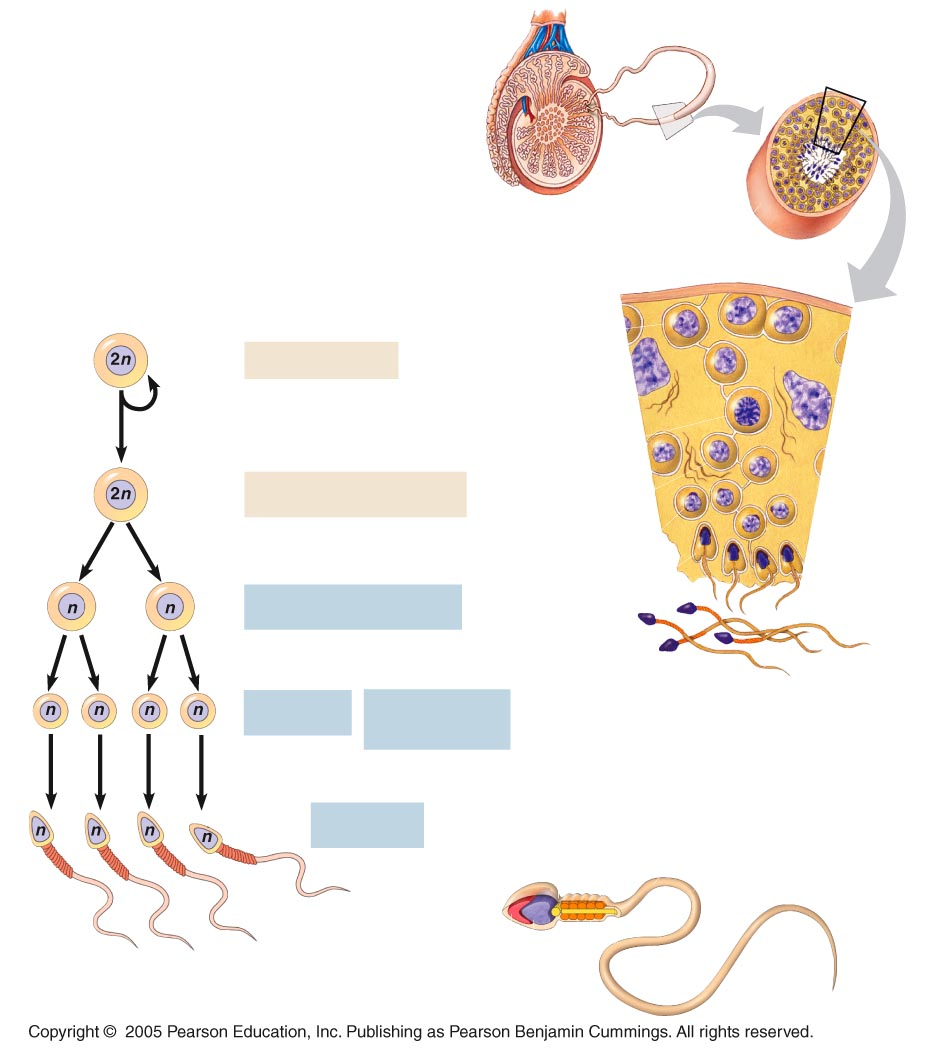 2n
2n
n n
n n n n
n n n n
Copyright © 2005 Pearson Education, Inc. Publishing as Pearson Benjamin Cummings. All rights reserved.